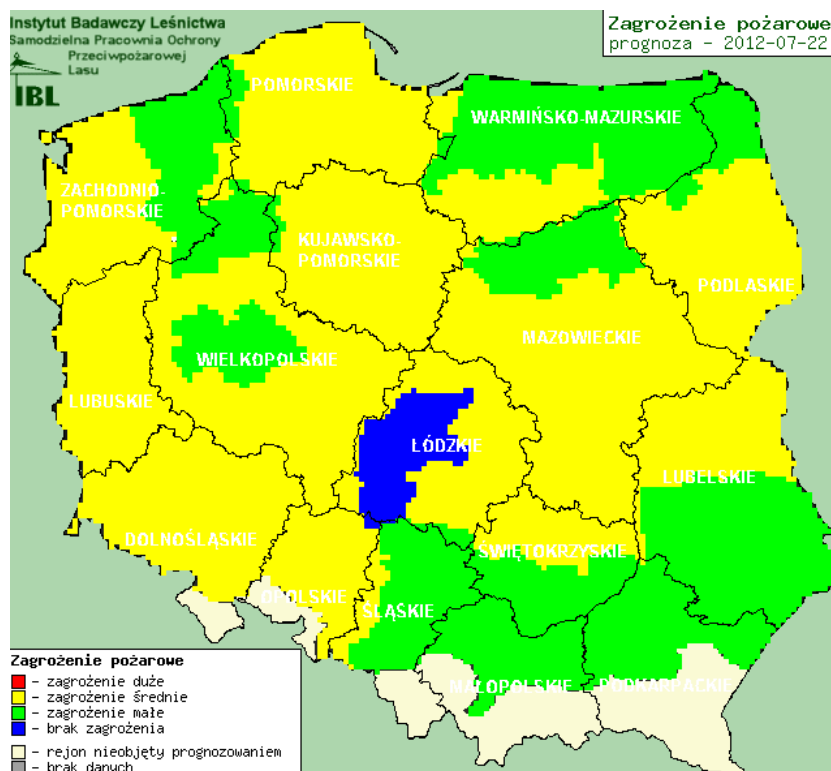 Instytut Badawczy Leśnictwa
Samodzielna Pracownia Ochrony
Przeciwpożarowej
Lasu
IBL
Zagrożenie pożarowe
prognoza - 2012-07-22
POMORSKIE
WARMIŃSKO-MAZURSKIE
ZACHODNIO-
POMORSKIE
KUJAWSKO-
POMORSKIE
PODLASKIE
MAZOWIECKIE
WIELKOPOLSKIE
LUBUSKIE
ŁÓDZKIE
LUBELSKIE
DOLNOŚLĄSKIE
ŚWIĘTOKRZYSKIE
OPOLSKIE
ŚLĄSKIE
MAŁOPOLSKIE
PODKARPACKIE
Zagrożenie pożarowe
- zagrożenie duże
- zagrożenie średnie
- zagrożenie małe
- brak zagrożenia
- rejon nieobjęty prognozowaniem
- brak danych